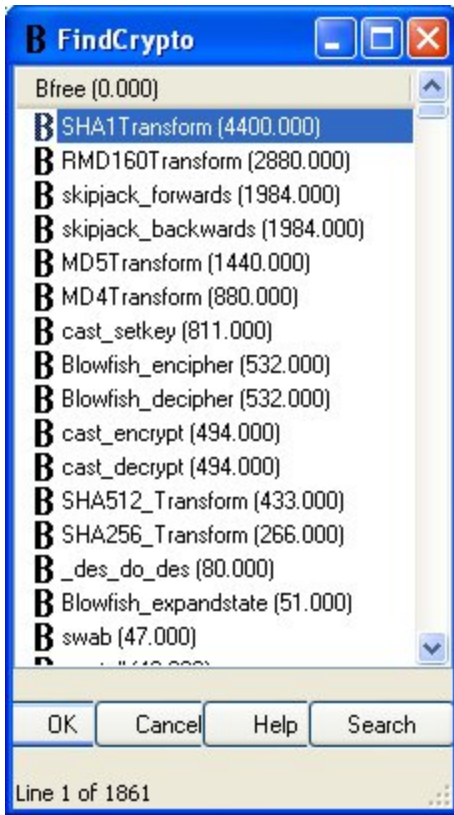 B FindCrypto
Bfree (0.000)
B SHA1Transform (4400.000)
B RMD160Transform (2880.000)
B skipjack_forwards (1984.000)
B skipjack_backwards (1984.000)
B MD5Transform (1440.000)
B MD4Transform (880.000)
B cast_setkey (811.000)
B Blowfish_encipher (532.000)
B Blowfish_decipher (532.000)
B cast_encrypt (494.000)
B cast_decrypt (494.000)
B SHA512_Transform (433.000)
B SHA256_Transform (266.000)
B _des_do_des (80.000)
B Blowfish_expandstate (51.000)
B swab (47.000)
OK Cancel Help Search
Line 1 of 1861